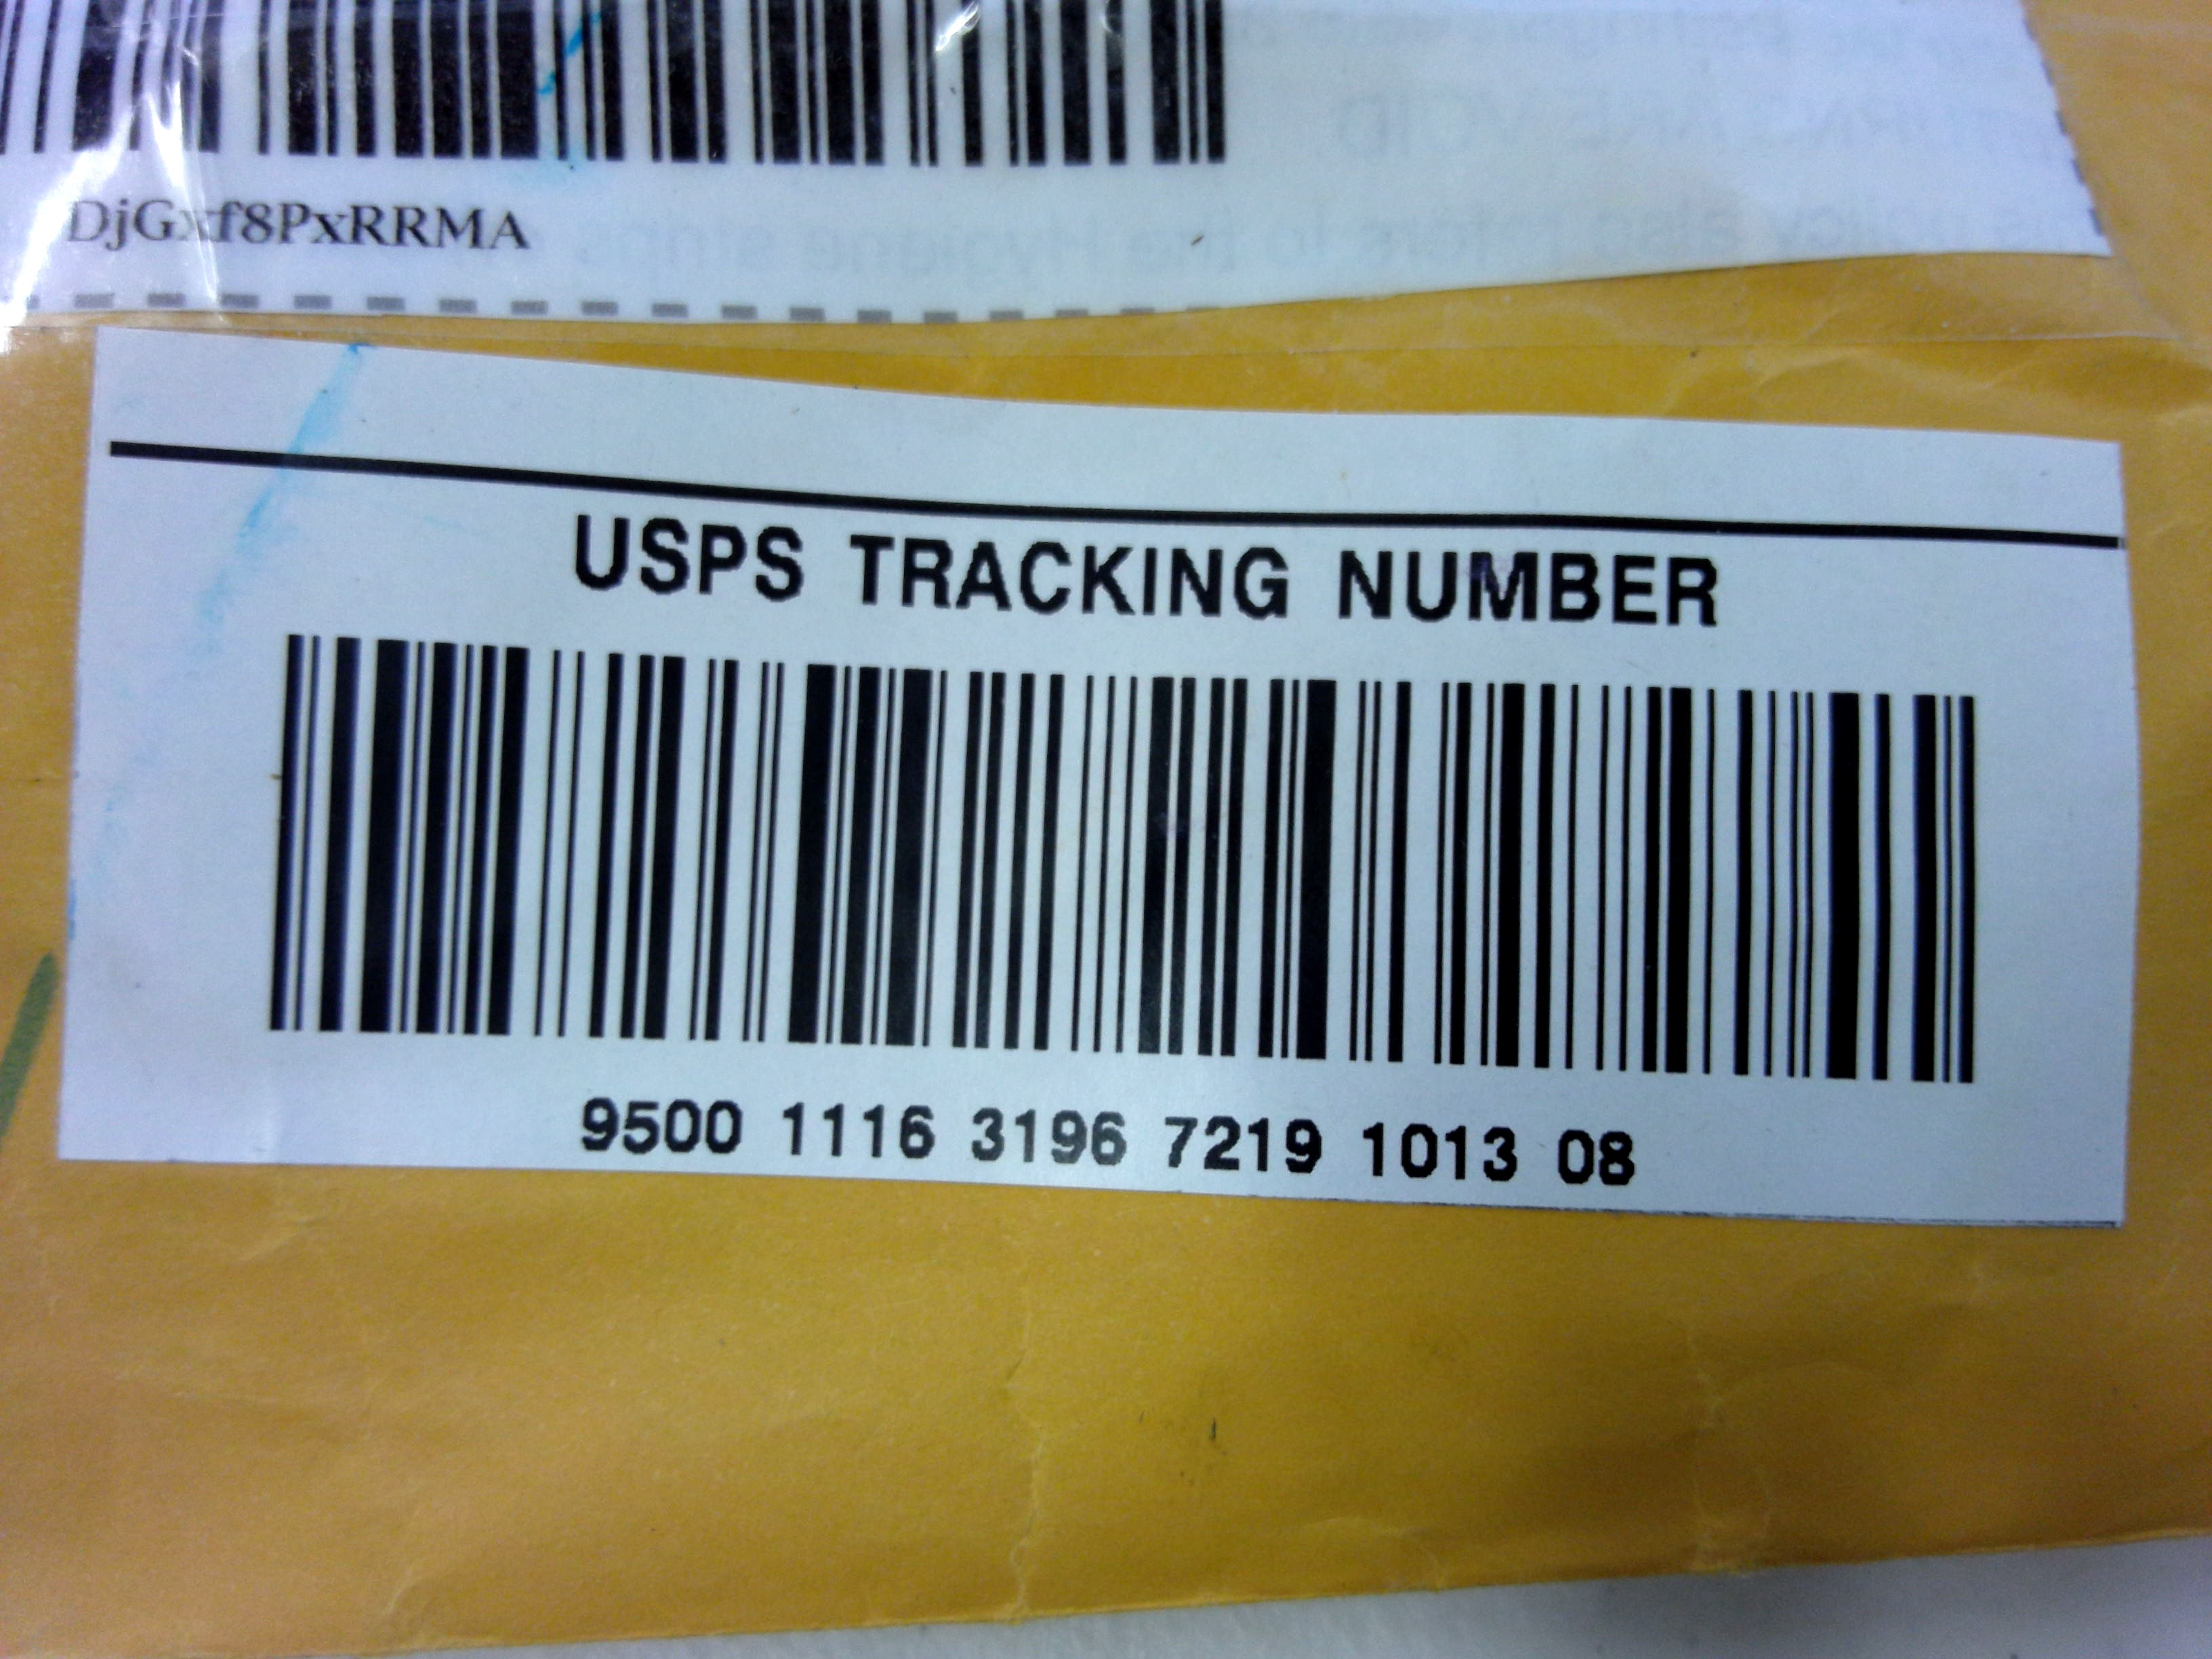 DjGxf8PxRRMA
USPS TRACKING NUMBER
9500 1116 3196 7219 1013 08